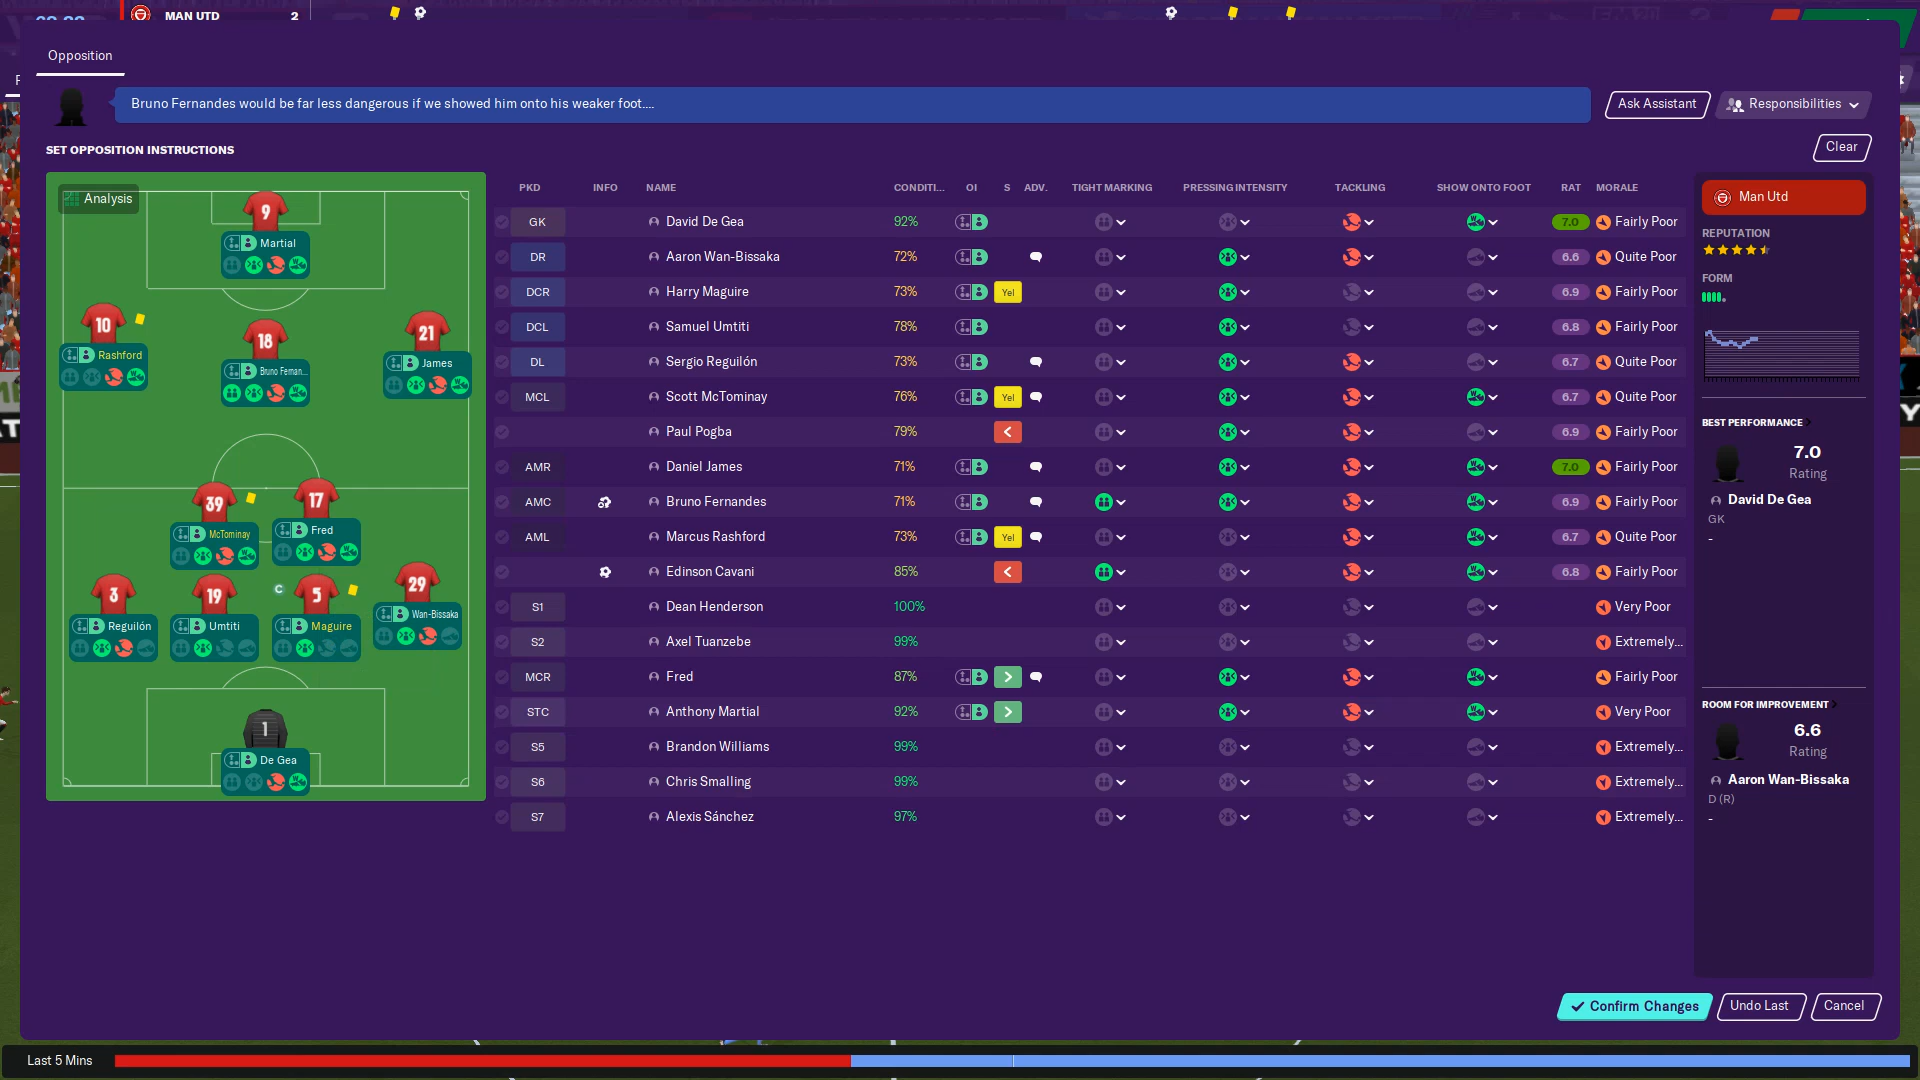 MAN UTD 2
Opposition
Bruno Fernandes would be far less dangerous if we showed him onto his weaker foot....
Ask Assistant
Responsibilities
SET OPPOSITION INSTRUCTIONS
Clear
Analysis
9
Martial
10
Rashford
18
Bruno Fernan...
21
James
39
McTominay
17
Fred
3
Reguilón
19
Umtiti
C
5
Maguire
29
Wan-Bissaka
1
De Gea
PKD INFO NAME CONDITI... OI S ADV. TIGHT MARKING PRESSING INTENSITY TACKLING SHOW ONTO FOOT RAT MORALE
GK David De Gea 92% 7.0 Fairly Poor
DR Aaron Wan-Bissaka 72% 6.6 Quite Poor
DCR Harry Maguire 73% Yel 6.9 Fairly Poor
DCL Samuel Umtiti 78% 6.8 Fairly Poor
DL Sergio Reguilón 73% 6.7 Quite Poor
MCL Scott McTominay 76% Yel 6.7 Quite Poor
Paul Pogba 79% 6.9 Fairly Poor
AMR Daniel James 71% 7.0 Fairly Poor
AMC Bruno Fernandes 71% 6.9 Fairly Poor
AML Marcus Rashford 73% Yel 6.7 Quite Poor
Edinson Cavani 85% 6.8 Fairly Poor
S1 Dean Henderson 100% Very Poor
S2 Axel Tuanzebe 99% Extremely...
MCR Fred 87% Fairly Poor
STC Anthony Martial 92% Very Poor
S5 Brandon Williams 99% Extremely...
S6 Chris Smalling 99% Extremely...
S7 Alexis Sánchez 97% Extremely...
Man Utd
REPUTATION
FORM
BEST PERFORMANCE
7.0
Rating
David De Gea
GK
-
ROOM FOR IMPROVEMENT
6.6
Rating
Aaron Wan-Bissaka
D (R)
-
Confirm Changes
Undo Last
Cancel
Last 5 Mins